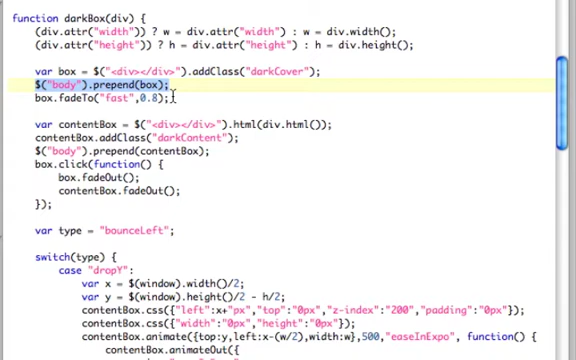 function darkBox(div) {
(div.attr("width")) ? w = div.attr("width") : w = div.width();
(div.attr("height")) ? h = div.attr("height") : h = div.height();
var box = $("<div></div>").addClass("darkCover");
$("body").prepend(box);
box.fadeTo("fast",0.8);
var contentBox = $("<div></div>").html(div.html());
contentBox.addClass("darkContent");
$("body").prepend(contentBox);
box.click(function() {
box.fadeOut();
contentBox.fadeOut();
});
var type = "bounceLeft";
switch(type) {
case "dropY":
var x = $(window).width()/2;
var y = $(window).height()/2 - h/2;
contentBox.css({"left":x+"px","top":"0px","z-index":"200","padding":"0px"});
contentBox.css({"width":"0px","height":"0px"});
contentBox.animate({top:y,left:x-(w/2),width:w},500,"easeInExpo", function() {
contentBox.animateOut({